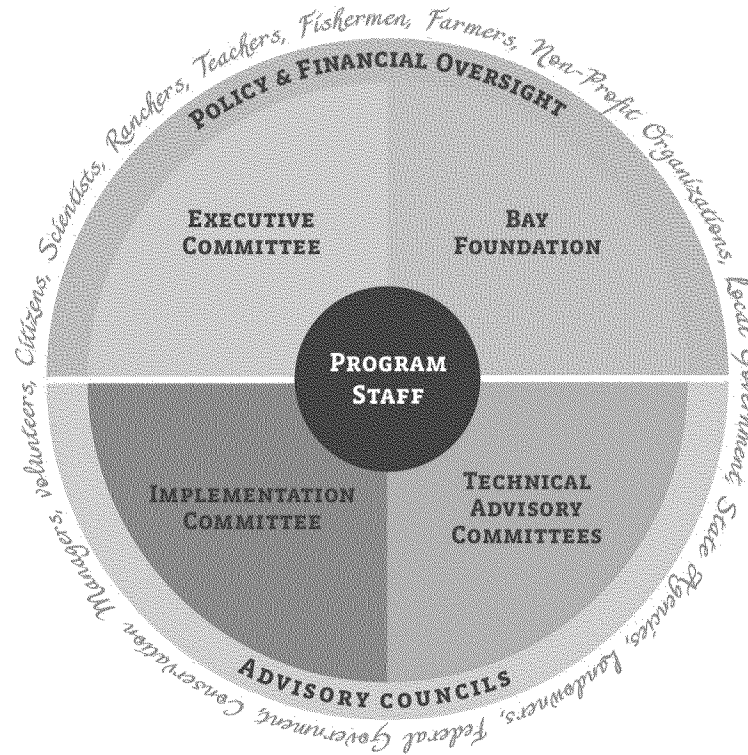 Citizens, Scientists, Ranchers, Teachers, Fishermen, Farmers, Non-Profit Organizations, Local Government, State Agencies, Landowners, Federal Government, Conservation Managers, volunteers,
POLICY & FINANCIAL OVERSIGHT
EXECUTIVE
COMMITTEE
BAY
FOUNDATION
PROGRAM
STAFF
IMPLEMENTATION
COMMITTEE
TECHNICAL
ADVISORY
COMMITTEES
ADVISORY COUNCILS